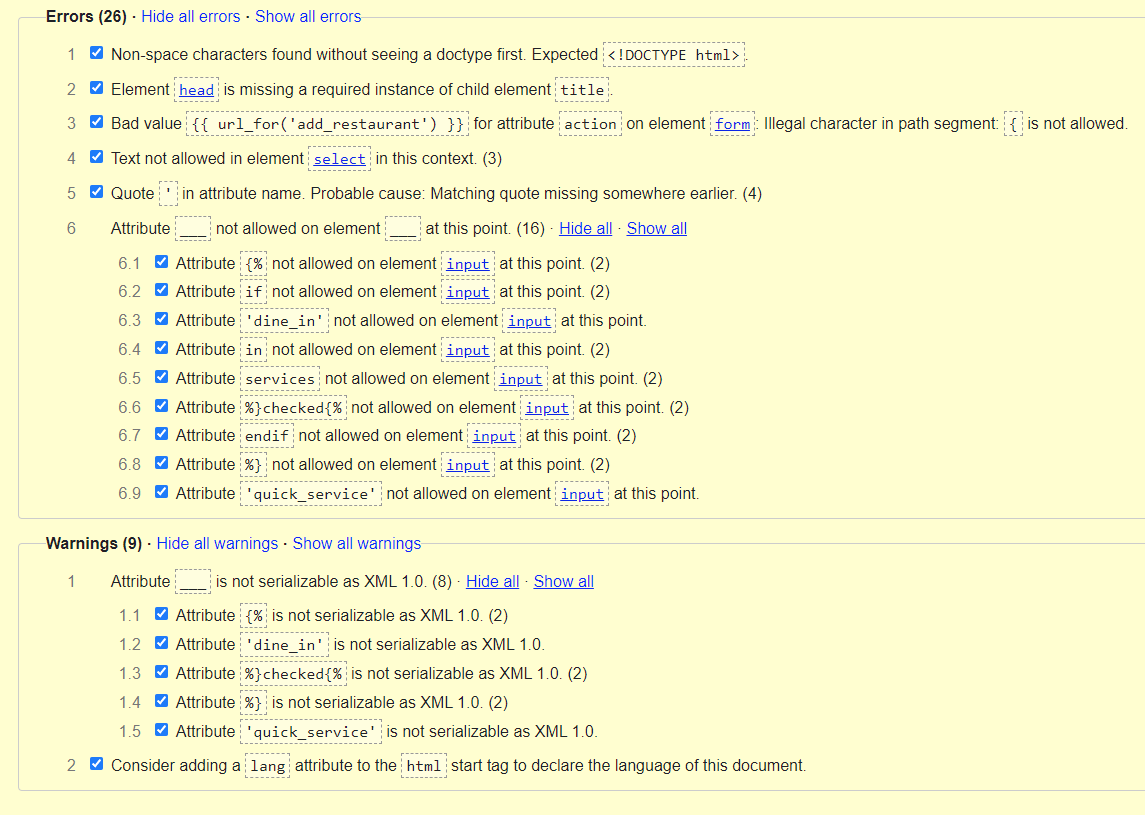 Errors (26) · Hide all errors · Show all errors
1 Non-space characters found without seeing a doctype first. Expected <!DOCTYPE html>.
2 Element head is missing a required instance of child element title.
3 Bad value {{ url_for('add_restaurant') }} for attribute action on element form: Illegal character in path segment: { is not allowed.
4 Text not allowed in element select in this context. (3)
5 Quote ' in attribute name. Probable cause: Matching quote missing somewhere earlier. (4)
6 Attribute ___ not allowed on element ___ at this point. (16) · Hide all · Show all
6.1 Attribute {% not allowed on element input at this point. (2)
6.2 Attribute if not allowed on element input at this point. (2)
6.3 Attribute 'dine_in' not allowed on element input at this point.
6.4 Attribute in not allowed on element input at this point. (2)
6.5 Attribute services not allowed on element input at this point. (2)
6.6 Attribute %}checked{% not allowed on element input at this point. (2)
6.7 Attribute endif not allowed on element input at this point. (2)
6.8 Attribute %} not allowed on element input at this point. (2)
6.9 Attribute 'quick_service' not allowed on element input at this point.
Warnings (9) · Hide all warnings · Show all warnings
1 Attribute ___ is not serializable as XML 1.0. (8) · Hide all · Show all
1.1 Attribute {% is not serializable as XML 1.0. (2)
1.2 Attribute 'dine_in' is not serializable as XML 1.0.
1.3 Attribute %}checked{% is not serializable as XML 1.0. (2)
1.4 Attribute %} is not serializable as XML 1.0. (2)
1.5 Attribute 'quick_service' is not serializable as XML 1.0.
2 Consider adding a lang attribute to the html start tag to declare the language of this document.